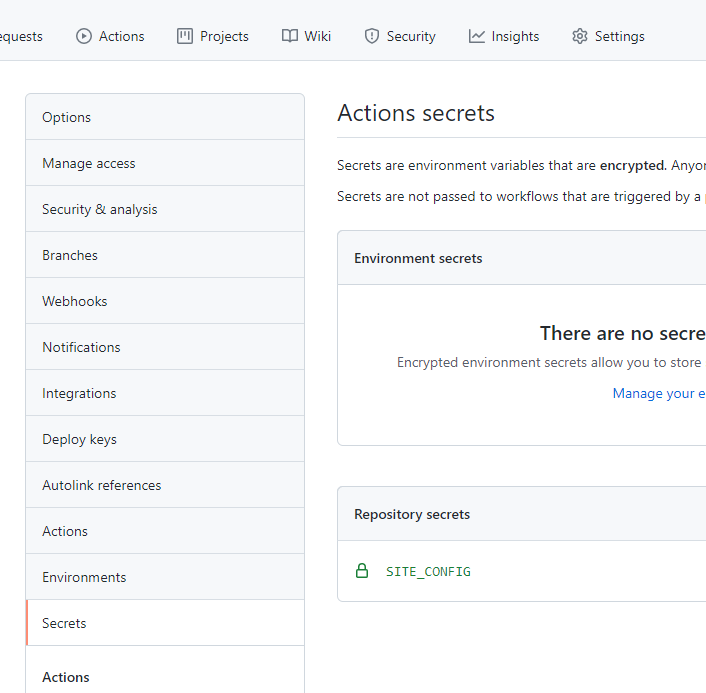 Actions
Projects
Wiki
Security
Insights
Settings
Options
Manage access
Security & analysis
Branches
Webhooks
Notifications
Integrations
Deploy keys
Autolink references
Actions
Environments
Secrets
Actions
Actions secrets
Secrets are environment variables that are encrypted.
Secrets are not passed to workflows that are triggered by a
Environment secrets
There are no
Encrypted environment secrets allow you to store
Manage your
Repository secrets
SITE_CONFIG